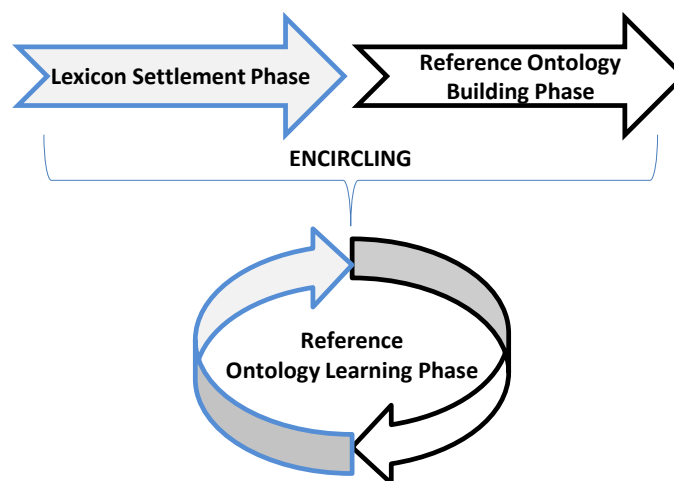 Lexicon Settlement Phase
Reference Ontology
Building Phase
ENCIRCLING
Reference
Ontology Learning Phase